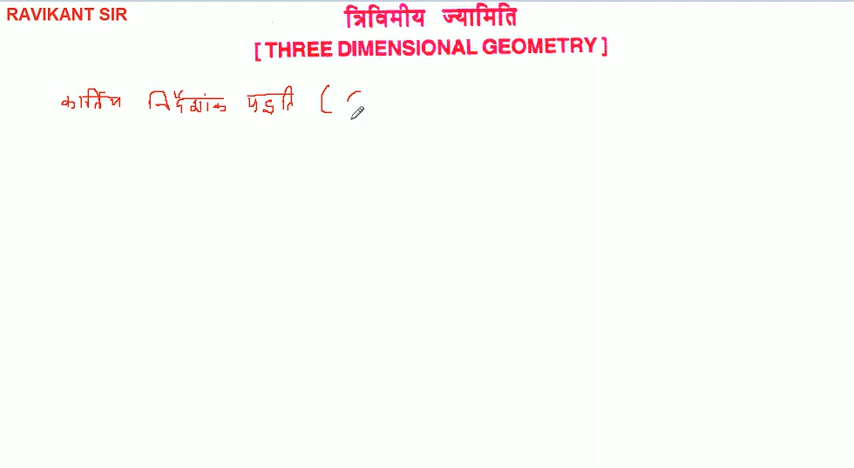 RAVIKANT SIR
त्रिविमीय ज्यामिति
[ THREE DIMENSIONAL GEOMETRY ]
कार्तिय निर्देशांक पद्धति (